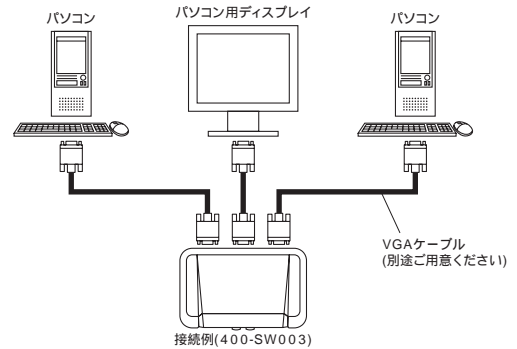 パソコン
パソコン用ディスプレイ
パソコン
VGAケーブル
(別途ご用意ください)
接続例(400-SW003)